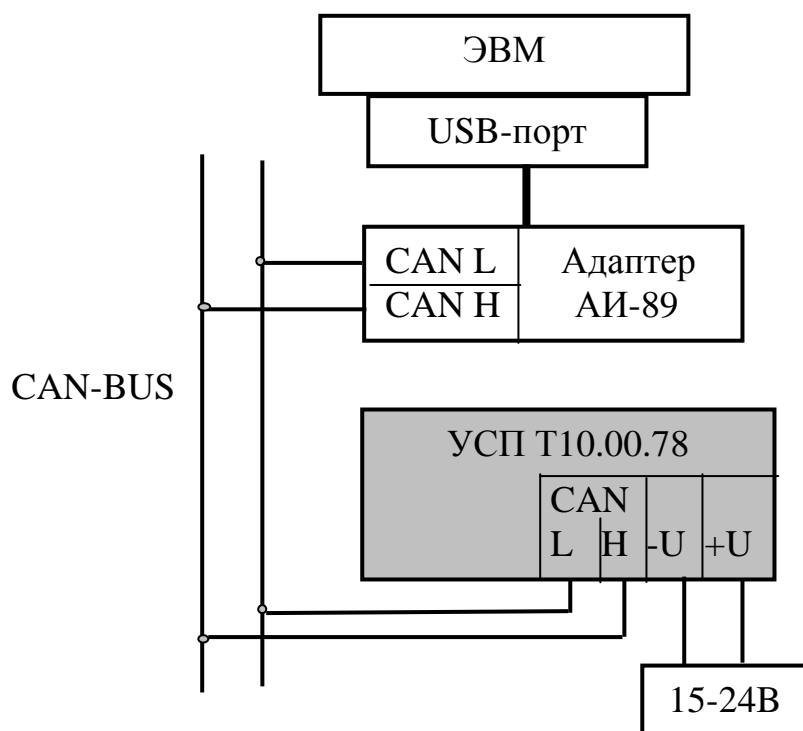 ЭВМ
USB-порт
CAN L
Адаптер
CAN H
АИ-89
CAN-BUS
УСП Т10.00.78
CAN
L H -U +U
15-24В